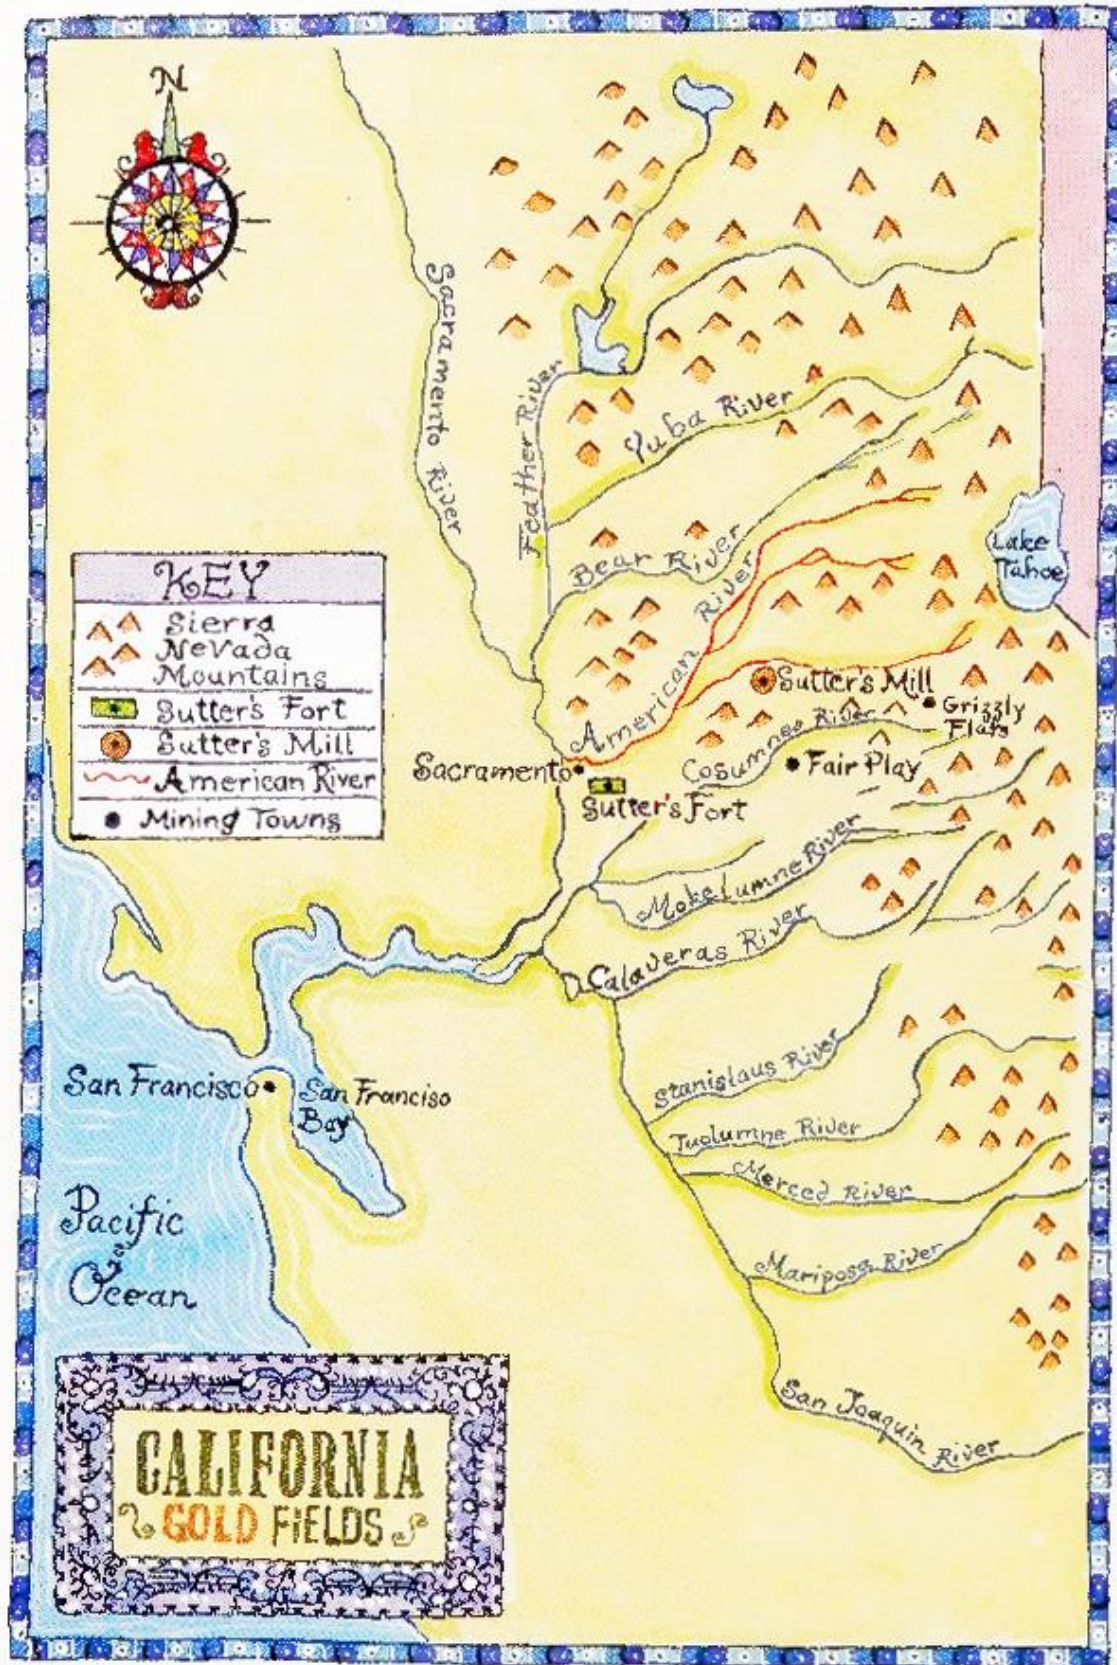 N
Sacramento River
Feather River
Yuba River
Bear River
American River
Lake
Tahoe
KEY
Sierra
Nevada
Mountains
Sutter's Fort
Sutter's Mill
American River
Mining Towns
Sutter's Mill
Grizzly
Flats
Cosumnes River
Sacramento
Fair Play
Sutter's Fort
Mokelumne River
Calaveras River
Stanislaus River
San Francisco
San Franciso
Bay
Tuolumne River
Merced River
Pacific
Ocean
Mariposa River
San Joaquin River
CALIFORNIA
GOLD FiELDS